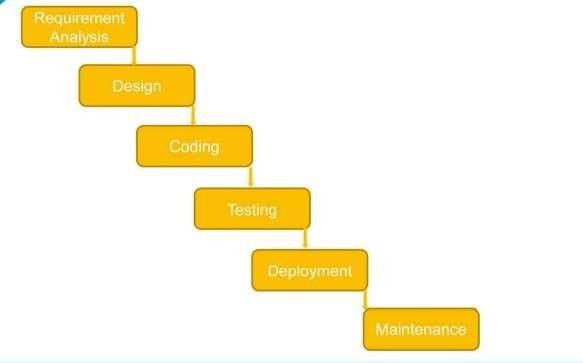 Requirement
Analysis
Design
Coding
Testing
Deployment
Maintenance